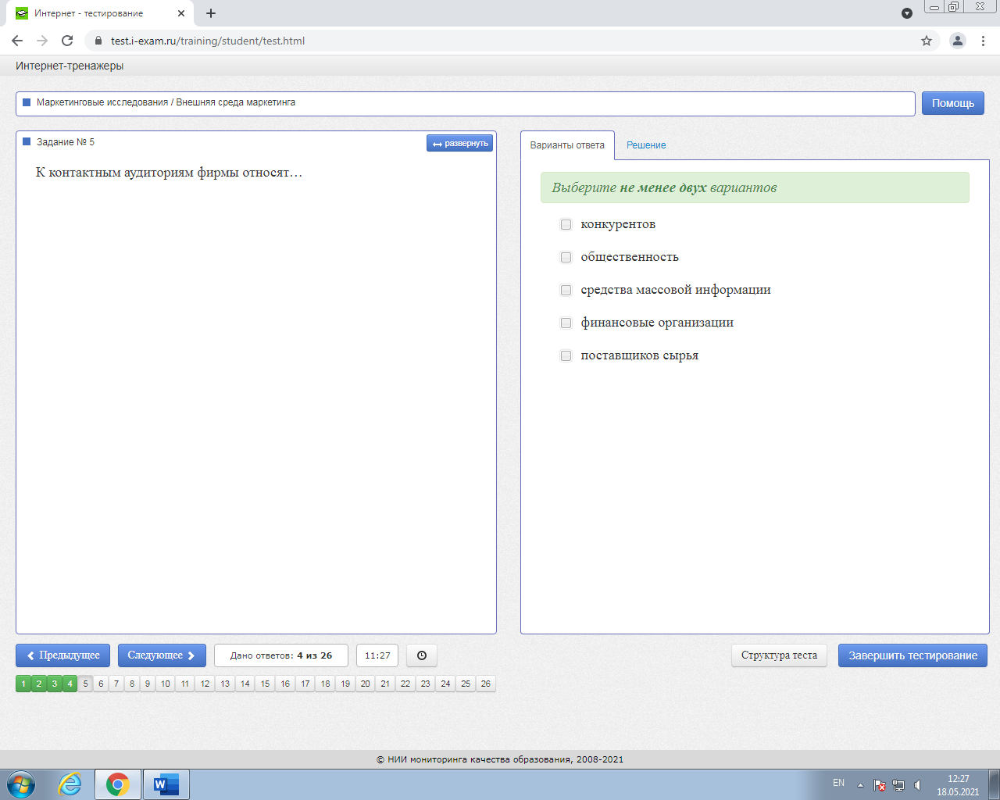 Интернет - тестирование
test.i-exam.ru/training/student/test.html
Интернет-тренажеры
Маркетинговые исследования / Внешняя среда маркетинга
Помощь
Задание № 5
развернуть
К контактным аудиториям фирмы относят…
Варианты ответа
Решение
Выберите не менее двух вариантов
конкурентов
общественность
средства массовой информации
финансовые организации
поставщиков сырья
Предыдущее
Следующее
Дано ответов: 4 из 26
11:27
Структура теста
Завершить тестирование
1 2 3 4 5 6 7 8 9 10 11 12 13 14 15 16 17 18 19 20 21 22 23 24 25 26
© НИИ мониторинга качества образования, 2008-2021
W
EN
12:27
18.05.2021